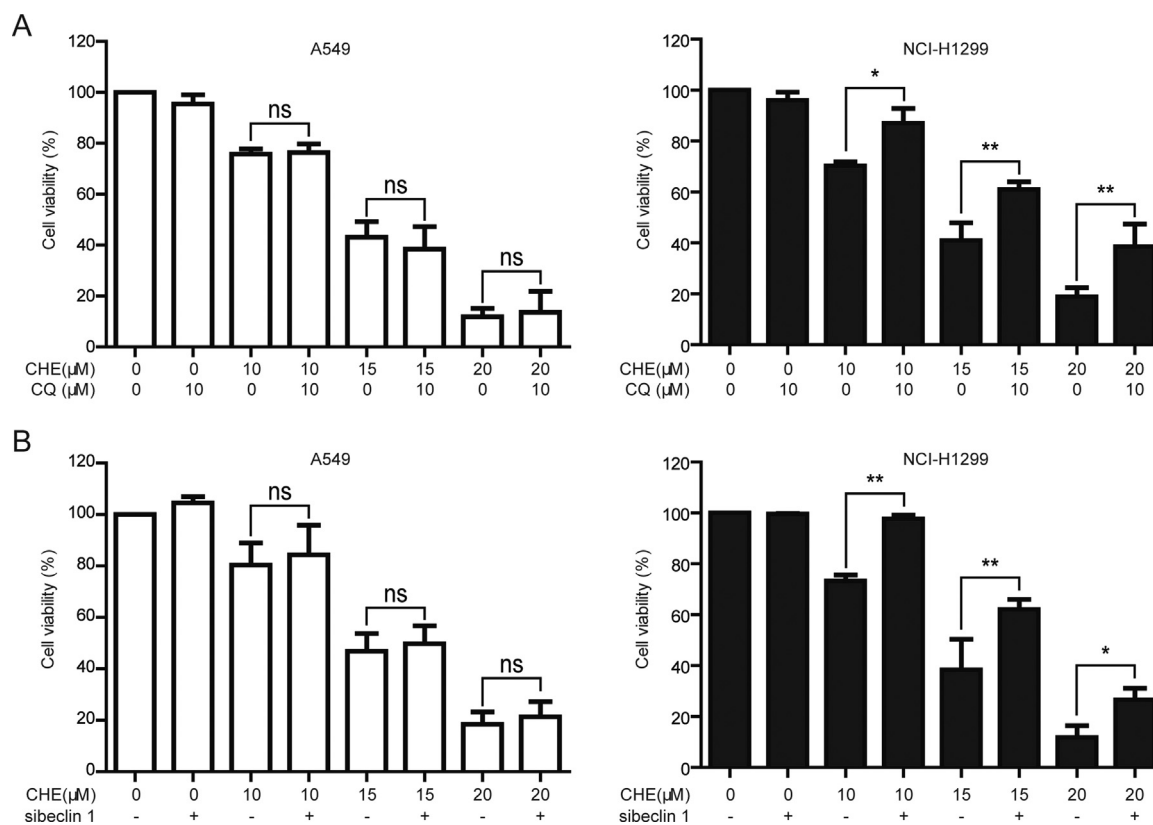 A
A549
NCI-H1299
Cell viability (%)
120
100
80
60
40
20
0
ns
ns
ns
CHE(μM) 0 0 10 10 15 15 20 20
CQ (μM) 0 10 0 10 0 10 0 10
Cell viability (%)
120
100
80
60
40
20
0
*
**
**
CHE(μM) 0 0 10 10 15 15 20 20
CQ (μM) 0 10 0 10 0 10 0 10
B
A549
NCI-H1299
Cell viability (%)
120
100
80
60
40
20
0
ns
ns
ns
CHE(μM) 0 0 10 10 15 15 20 20
sibeclin 1 - + - + - + - +
Cell viability (%)
120
100
80
60
40
20
0
**
**
*
CHE(μM) 0 0 10 10 15 15 20 20
sibeclin 1 - + - + - + - +